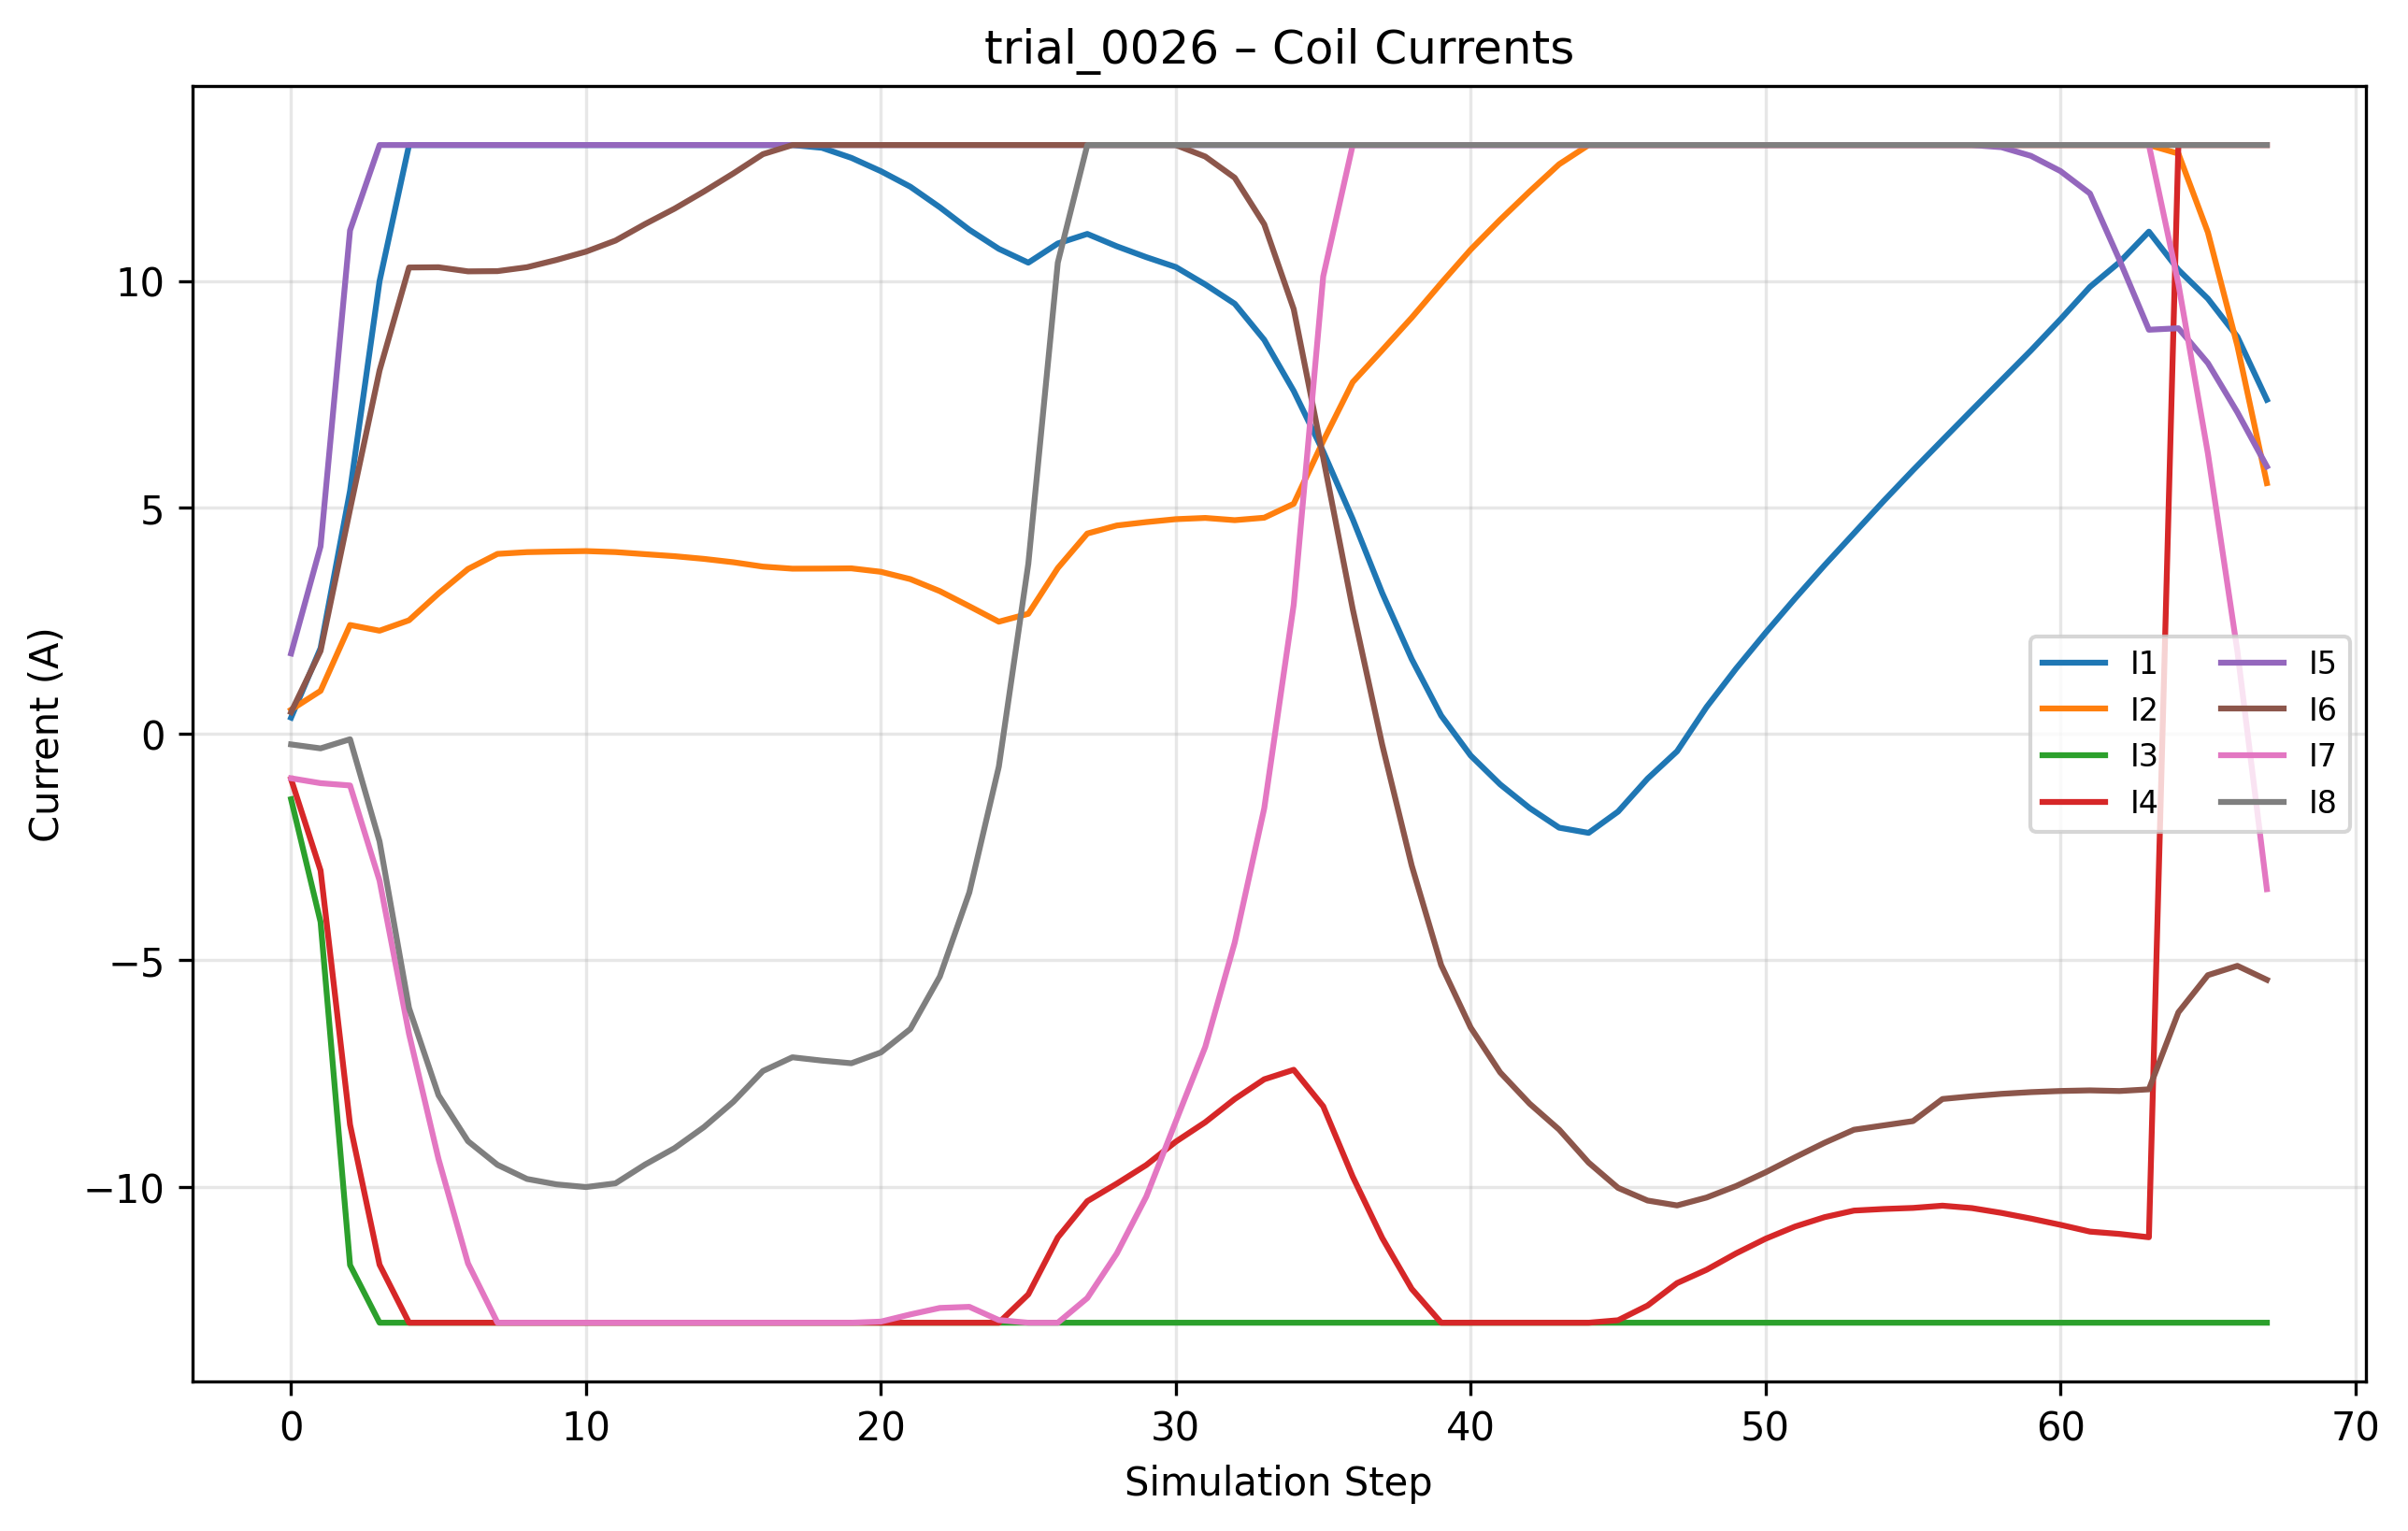 trial_0026 – Coil Currents
Current (A)
10
5
0
−5
−10
I1
I2
I3
I4
I5
I6
I7
I8
0
10
20
30
40
50
60
70
Simulation Step